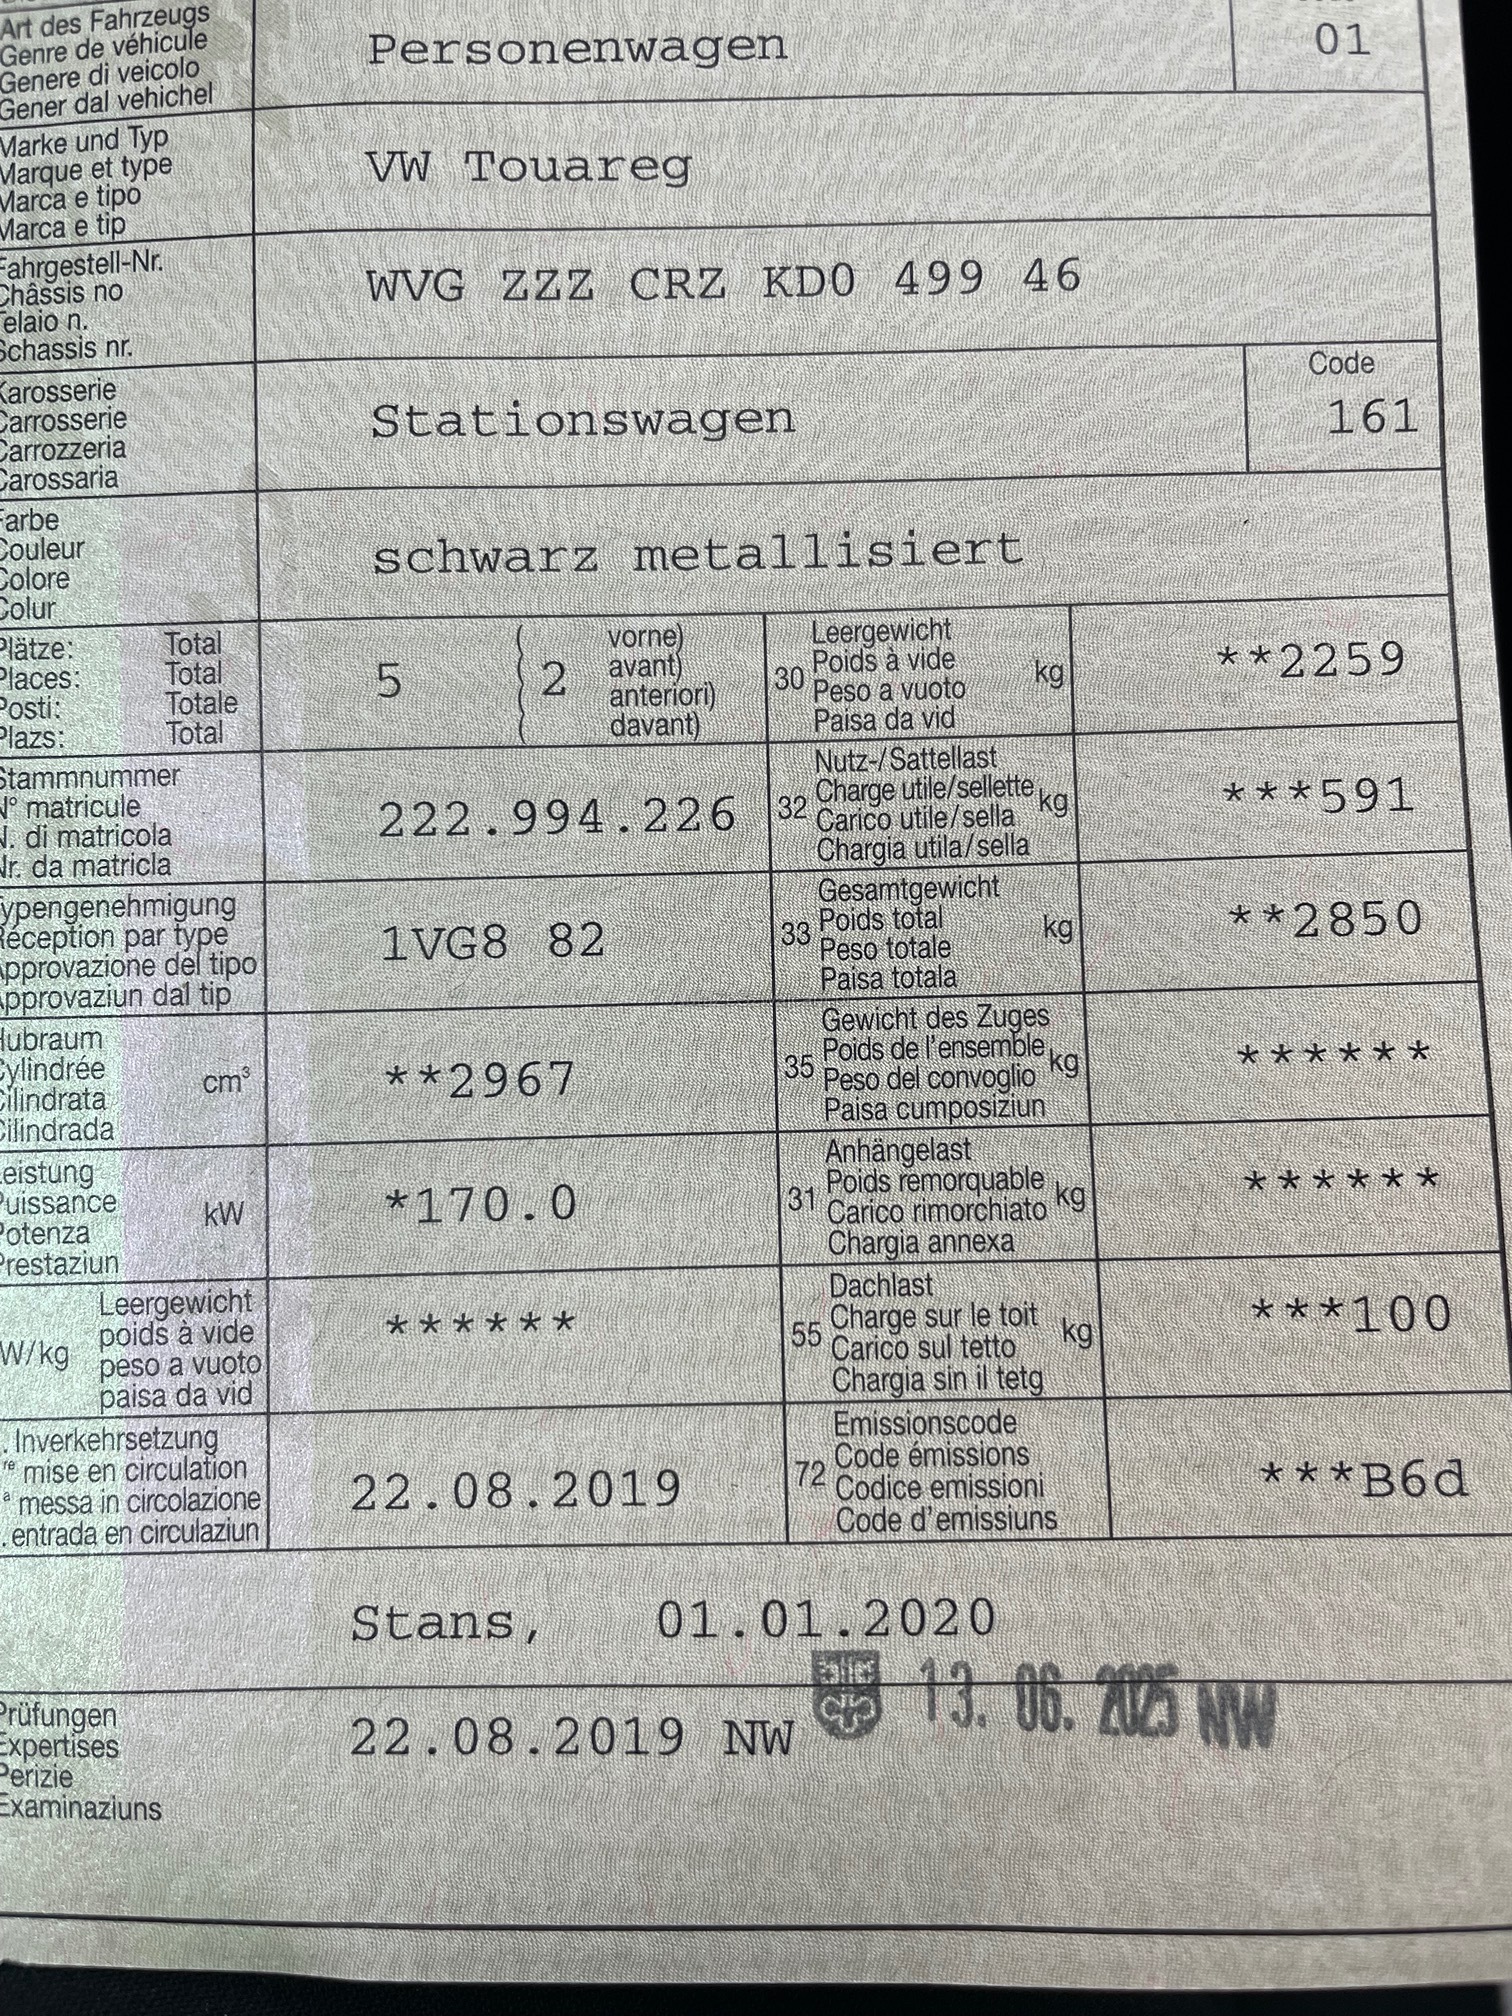 Art des Fahrzeugs
Genre de véhicule
Genere di veicolo
Gener dal vehichel
Personenwagen
01
Marke und Typ
Marque et type
Marca e tipo
Marca e tip
VW Touareg
Fahrgestell-Nr.
Châssis no
Telaio n.
Schassis nr.
WVG ZZZ CRZ KD0 499 46
Karosserie
Carrosserie
Carrozzeria
Carossaria
Stationswagen
Code
161
Farbe
Couleur
Colore
Colur
schwarz metallisiert
Plätze: Total
Places: Total
Posti: Totale
Plazs: Total
5
2
vorne)
avant)
anteriori)
davant)
30
Leergewicht
Poids à vide
Peso a vuoto
Paisa da vid
kg
**2259
Stammnummer
N° matricule
N. di matricola
Nr. da matricla
222.994.226
32
Nutz-/Sattellast
Charge utile/sellette
Carico utile/sella
Chargia utila/sella
kg
***591
Typengenehmigung
Réception par type
Approvazione del tipo
Approvaziun dal tip
1VG8 82
33
Gesamtgewicht
Poids total
Peso totale
Paisa totala
kg
**2850
Hubraum
Cylindrée
Cilindrata
Cilindrada
cm³
**2967
35
Gewicht des Zuges
Poids de l'ensemble
Peso del convoglio
Paisa cumposiziun
kg
******
Leistung
Puissance
Potenza
Prestaziun
kW
*170.0
31
Anhängelast
Poids remorquable
Carico rimorchiato
Chargia annexa
kg
******
W/kg
Leergewicht
poids à vide
peso a vuoto
paisa da vid
******
55
Dachlast
Charge sur le toit
Carico sul tetto
Chargia sin il tetg
kg
***100
. Inverkehrsetzung
re mise en circulation
a messa in circolazione
. entrada en circulaziun
22.08.2019
72
Emissionscode
Code émissions
Codice emissioni
Code d'emissiuns
***B6d
Stans, 01.01.2020
Prüfungen
Expertises
Perizie
Examinaziuns
22.08.2019 NW
13. 06. 2025 NW